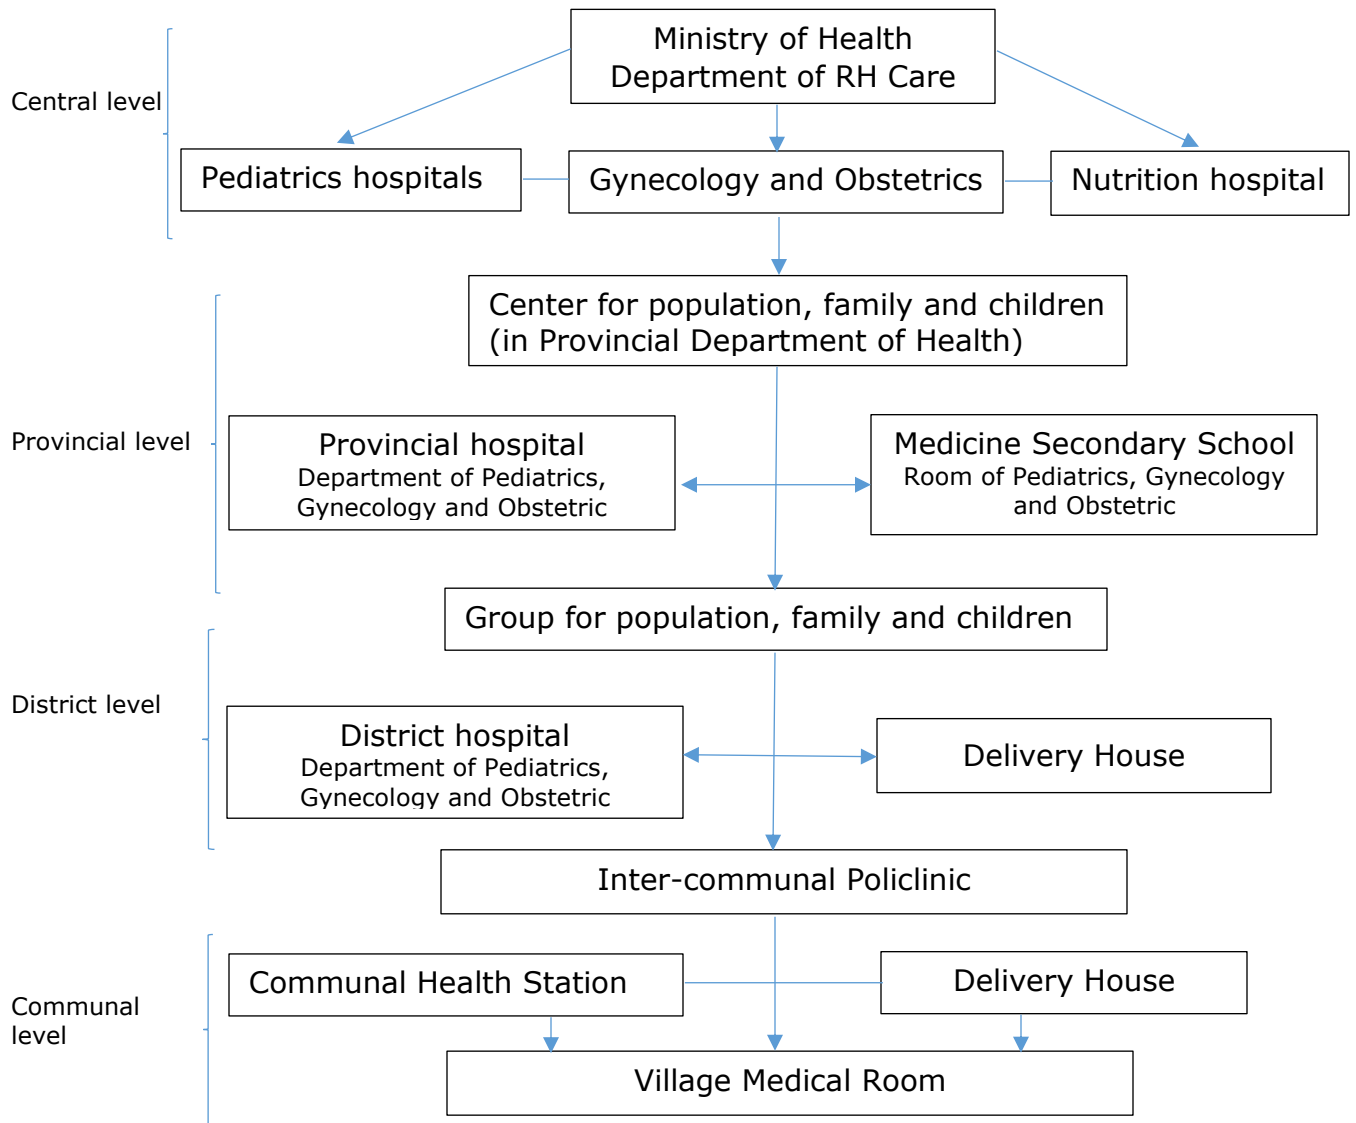 Ministry of Health
Department of RH Care
Central level
Pediatrics hospitals
Gynecology and Obstetrics
Nutrition hospital
Center for population, family and children
(in Provincial Department of Health)
Provincial level
Provincial hospital
Department of Pediatrics,
Gynecology and Obstetric
Medicine Secondary School
Room of Pediatrics, Gynecology
and Obstetric
Group for population, family and children
District level
District hospital
Department of Pediatrics,
Gynecology and Obstetric
Delivery House
Inter-communal Policlinic
Communal
level
Communal Health Station
Delivery House
Village Medical Room